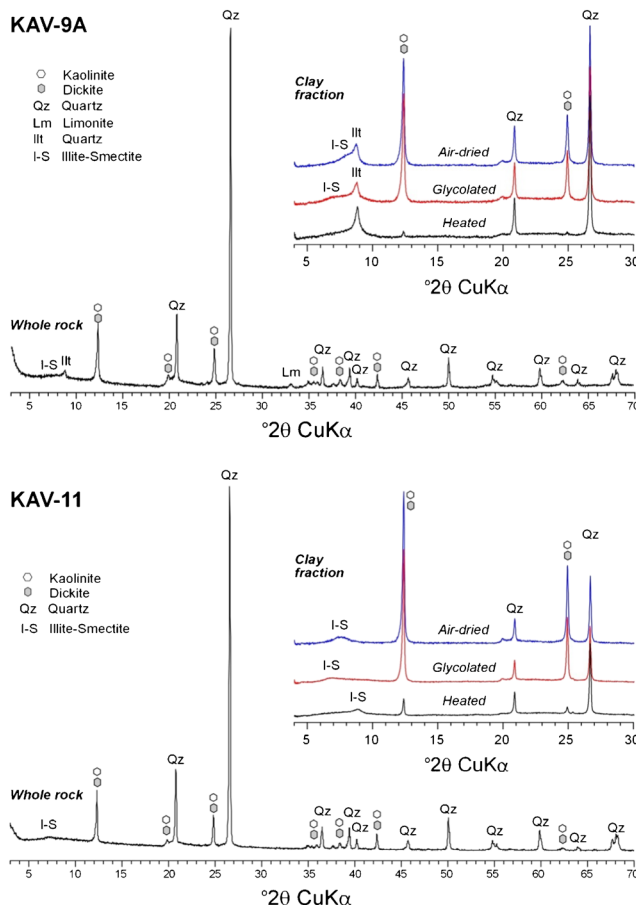 KAV-9A
Kaolinite
Dickite
Qz Quartz
Lm Limonite
Ilt Quartz
I-S Illite-Smectite
Qz
Clay
fraction
Qz
Ilt
I-S
Qz
Air-dried
Ilt
I-S
Glycolated
Heated
5 10 15 20 25 30
°2θ CuKα
Whole rock
I-S Ilt
Qz
Lm
Qz
Qz
Qz
Qz
Qz
Qz
Qz
Qz
Qz
5 10 15 20 25 30 35 40 45 50 55 60 65 70
°2θ CuKα
KAV-11
Kaolinite
Dickite
Qz Quartz
I-S Illite-Smectite
Qz
Clay
fraction
Qz
I-S
Qz
Air-dried
I-S
Glycolated
I-S
Heated
5 10 15 20 25 30
°2θ CuKα
Whole rock
I-S
Qz
Qz
Qz
Qz
Qz
Qz
Qz
Qz
Qz
Qz
5 10 15 20 25 30 35 40 45 50 55 60 65 70
°2θ CuKα